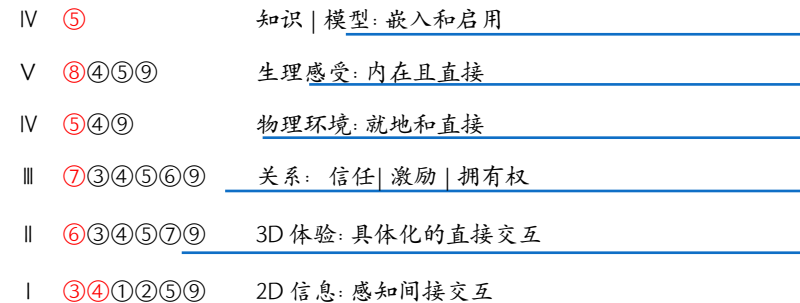 Ⅳ ⑤ 知识 | 模型: 嵌入和启用
Ⅴ ⑧④⑤⑨ 生理感受: 内在且直接
Ⅳ ⑤④⑨ 物理环境: 就地和直接
Ⅲ ⑦③④⑤⑥⑨ 关系: 信任| 激励 | 拥有权
Ⅱ ⑥③④⑤⑦⑨ 3D 体验: 具体化的直接交互
Ⅰ ③④①②⑤⑨ 2D 信息: 感知间接交互